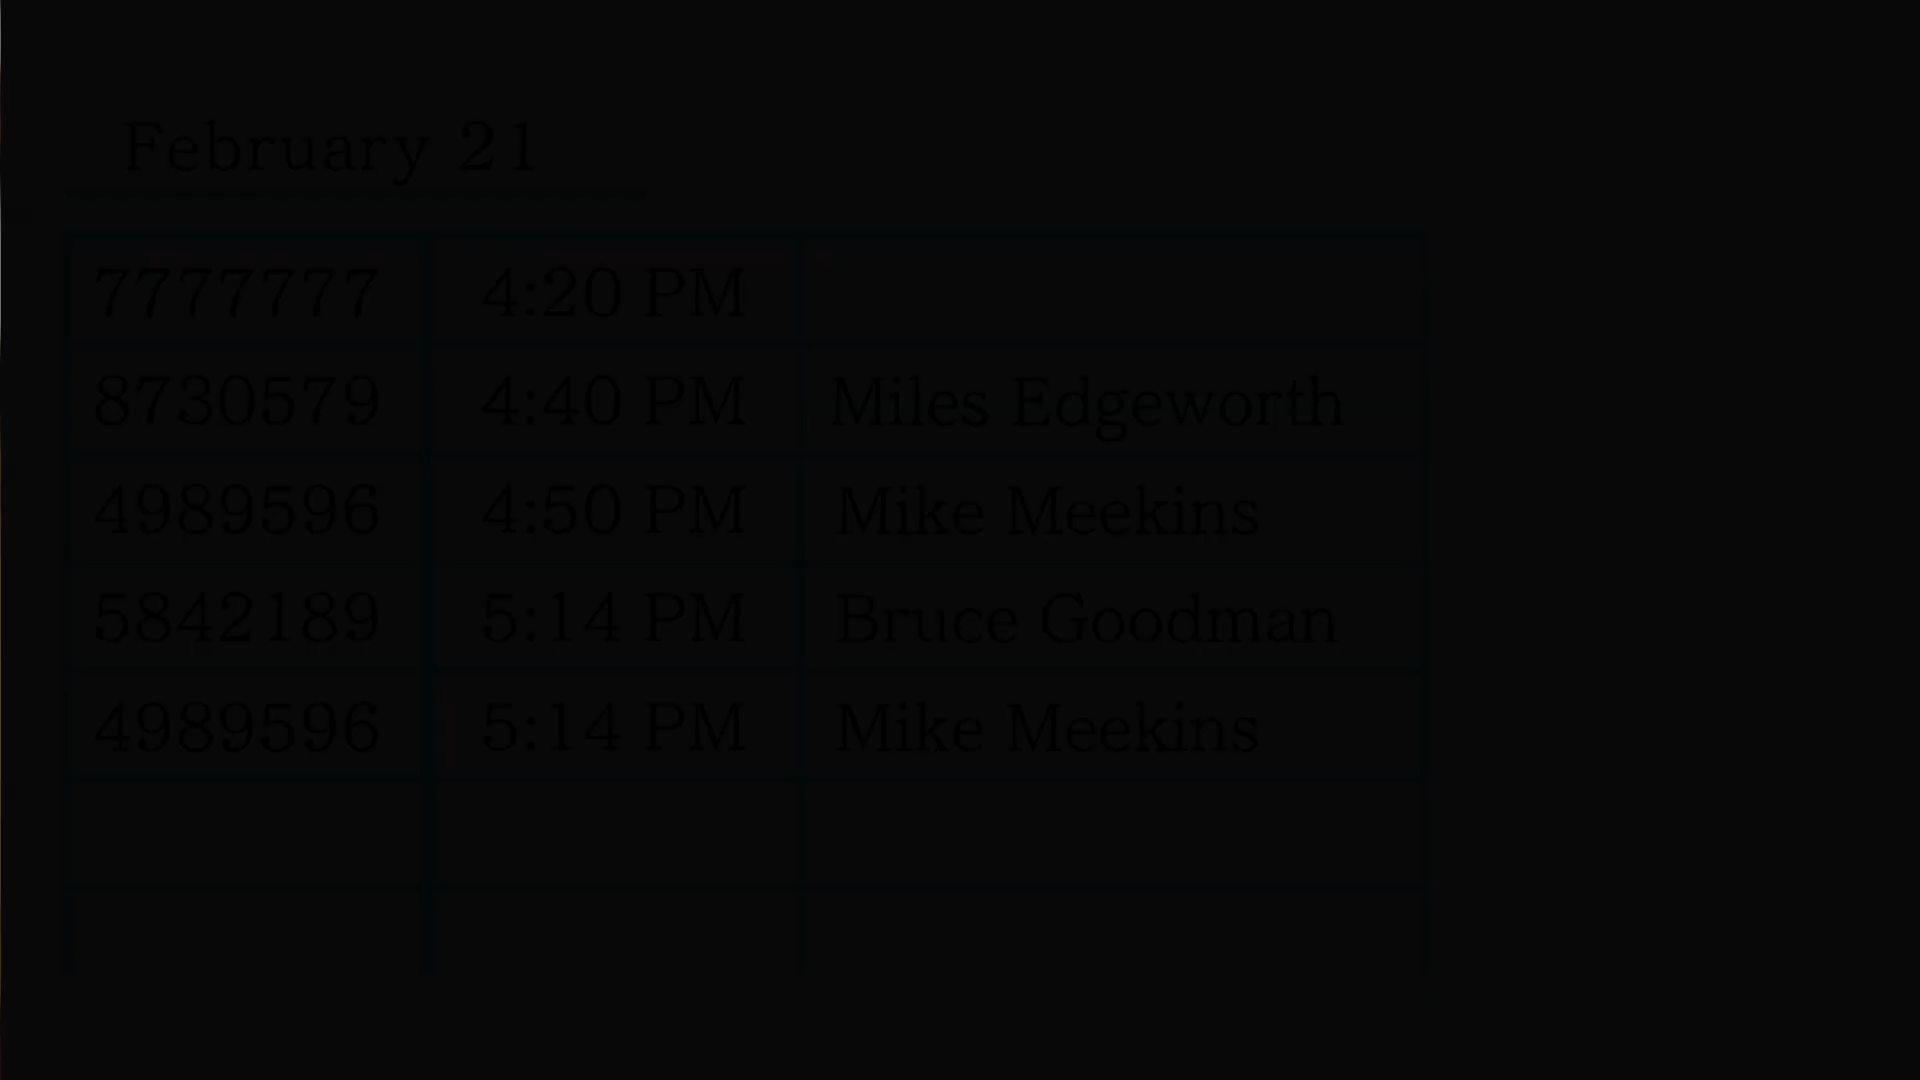 February 21
7777777 4:20 PM
8730579 4:40 PM Miles Edgeworth
4989596 4:50 PM Mike Meekins
5842189 5:14 PM Bruce Goodman
4989596 5:14 PM Mike Meekins